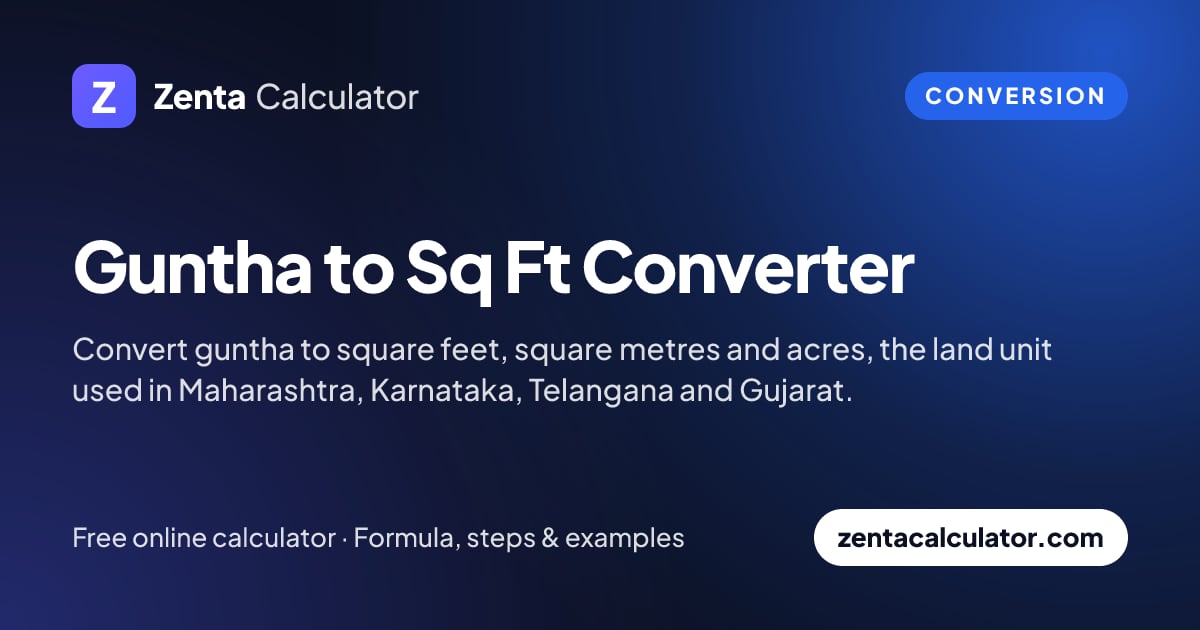 Z
Zenta Calculator
CONVERSION
Guntha to Sq Ft Converter
Convert guntha to square feet, square metres and acres, the land unit
used in Maharashtra, Karnataka, Telangana and Gujarat.
Free online calculator · Formula, steps & examples
zentacalculator.com